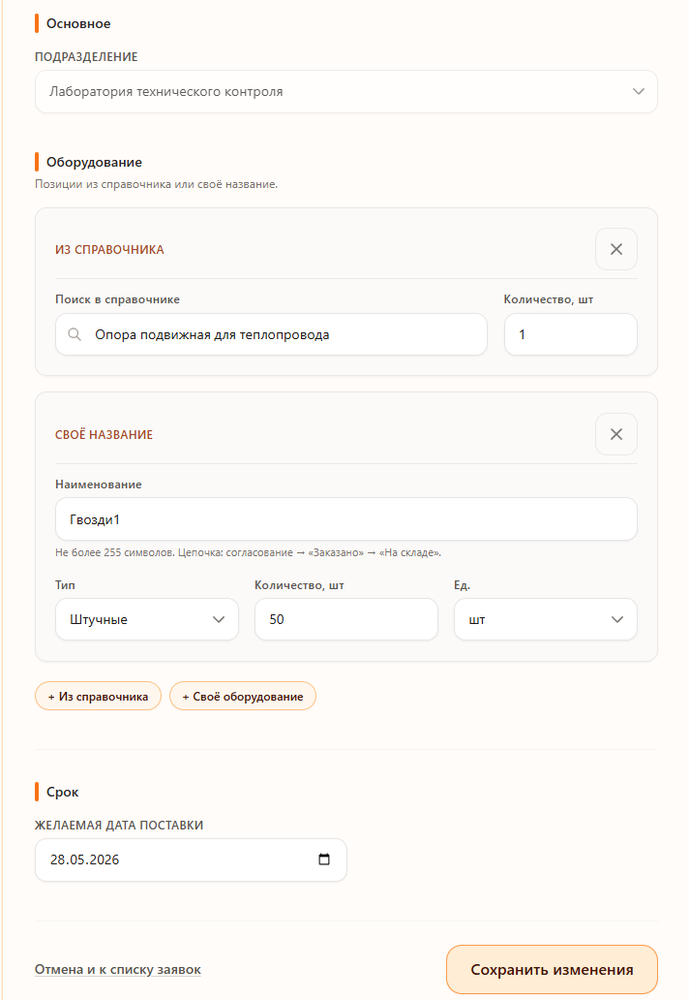 Основное
ПОДРАЗДЕЛЕНИЕ
Лаборатория технического контроля
Оборудование
Позиции из справочника или своё название.
ИЗ СПРАВОЧНИКА
Поиск в справочнике Количество, шт
Опора подвижная для теплопровода 1
СВОЁ НАЗВАНИЕ
Наименование
Гвозди1
Не более 255 символов. Цепочка: согласование → «Заказано» → «На складе».
Тип Количество, шт Ед.
Штучные 50 шт
+ Из справочника + Своё оборудование
Срок
ЖЕЛАЕМАЯ ДАТА ПОСТАВКИ
28.05.2026
Отмена и к списку заявок Сохранить изменения